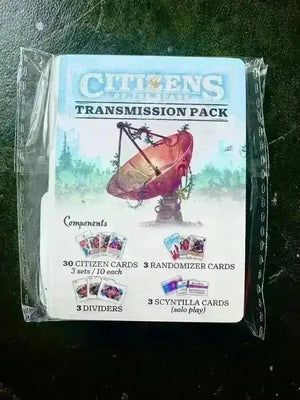 CITIZENS
OF THE SPARK
TRANSMISSION PACK
Components
30 CITIZEN CARDS
3 sets / 10 each
3 RANDOMIZER CARDS
3 DIVIDERS
3 SCYNTILLA CARDS
(solo play)